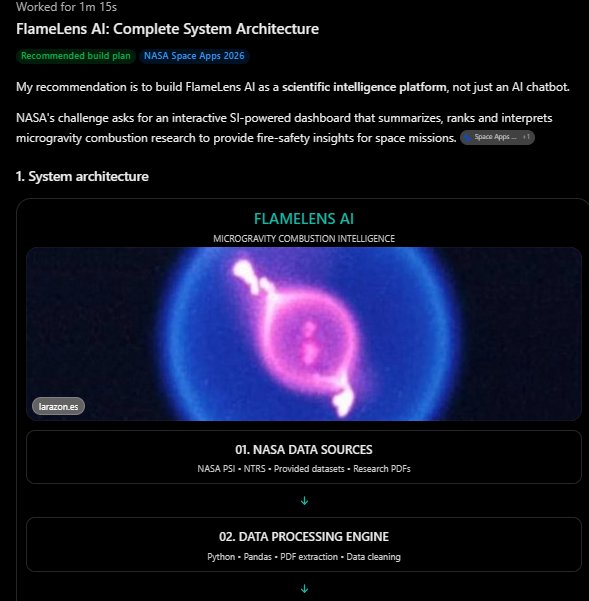 Worked for 1m 15s
FlameLens AI: Complete System Architecture
Recommended build plan NASA Space Apps 2026
My recommendation is to build FlameLens AI as a scientific intelligence platform, not just an AI chatbot.
NASA's challenge asks for an interactive SI-powered dashboard that summarizes, ranks and interprets
microgravity combustion research to provide fire-safety insights for space missions. Space Apps ... +1
1. System architecture
FLAMELENS AI
MICROGRAVITY COMBUSTION INTELLIGENCE
larazon.es
01. NASA DATA SOURCES
NASA PSI • NTRS • Provided datasets • Research PDFs
↓
02. DATA PROCESSING ENGINE
Python • Pandas • PDF extraction • Data cleaning
↓